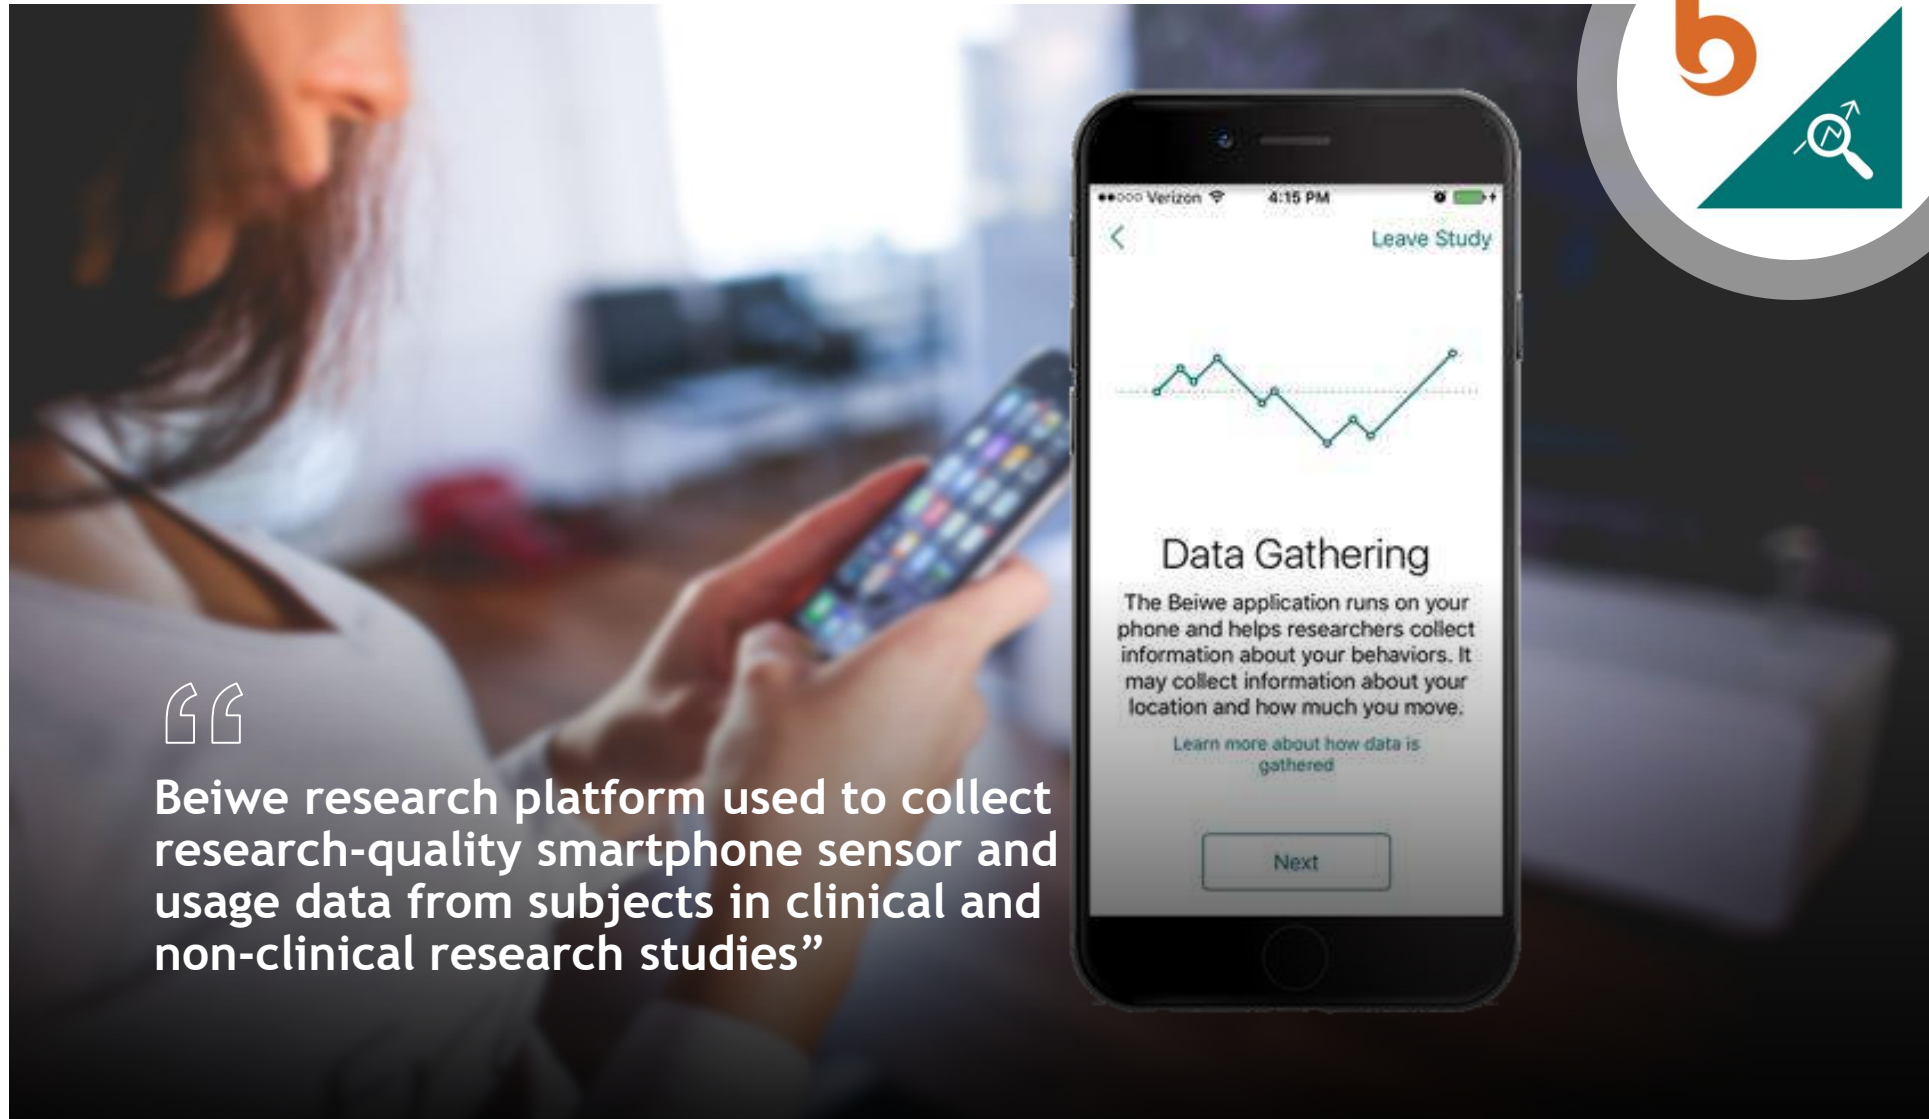 b
●●○○○ Verizon 4:15 PM
Leave Study
Data Gathering
The Beiwe application runs on your
phone and helps researchers collect
information about your behaviors. It
may collect information about your
location and how much you move.
Learn more about how data is
gathered
Next
“
Beiwe research platform used to collect
research-quality smartphone sensor and
usage data from subjects in clinical and
non-clinical research studies”